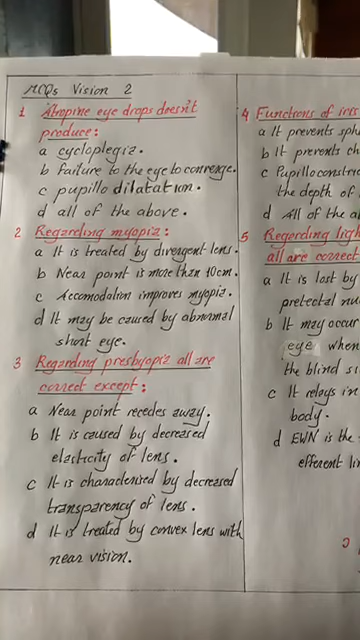 MCQs Vision 2
1 Atropine eye drops doesn't
produce:
a cycloplegia.
b Failure to the eye to converge.
c pupillo dilatation.
d all of the above.
2 Regarding myopia:
a It is treated by divergent lens.
b Near point is more than 10cm.
c Accomodation improves myopia.
d It may be caused by abnormal
short eye.
3 Regarding presbyopia all are
correct except:
a Near point recedes away.
b It is caused by decreased
elasticity of lens.
c It is characterized by decreased
transparency of lens.
d It is treated by convex lens with
near vision.
4 Functions of iris
a It prevents sph
b It prevents ch
c Pupilloconstric
the depth of
d All of the a
5 Regarding ligh
all are correct
a It is lost by
pretectal nu
b It may occur
eye when
the blind si
c It relays in
body.
d EWN is the
efferent li